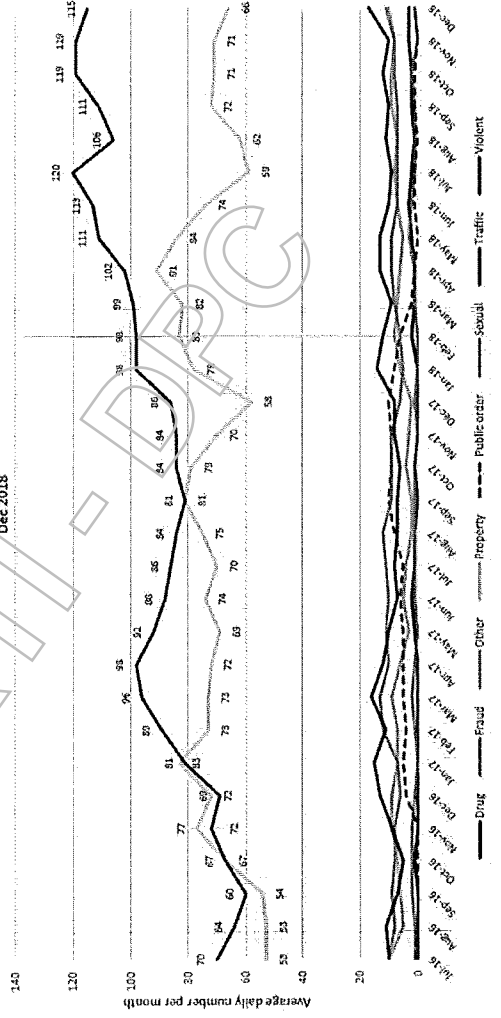 Dec 2018
Average daily number per month
140
120
100
80
60
40
20
0
70
64
60
67
72
69
81
89
96
98
92
88
86
84
81
84
84
86
98
98
99
102
111
113
120
106
111
119
119
115
53
53
54
67
77
72
83
73
73
72
69
74
70
75
81
79
70
58
79
82
91
84
74
59
62
72
71
71
66
Jul-16
Aug-16
Sep-16
Oct-16
Nov-16
Dec-16
Jan-17
Feb-17
Mar-17
Apr-17
May-17
Jun-17
Jul-17
Aug-17
Sep-17
Oct-17
Nov-17
Dec-17
Jan-18
Feb-18
Mar-18
Apr-18
May-18
Jun-18
Jul-18
Aug-18
Sep-18
Oct-18
Nov-18
Dec-18
Drug
Fraud
Other
Property
Public order
Sexual
Traffic
Violent
DPC